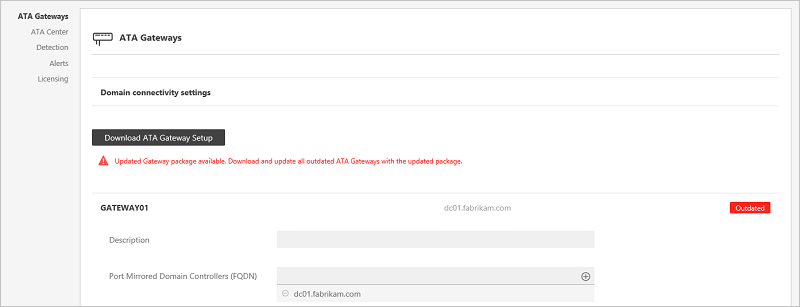 ATA Gateways
ATA Center
Detection
Alerts
Licensing
ATA Gateways
Domain connectivity settings
Download ATA Gateway Setup
Updated Gateway package available. Download and update all outdated ATA Gateways with the updated package.
GATEWAY01 dc01.fabrikam.com Outdated
Description
Port Mirrored Domain Controllers (FQDN)
dc01.fabrikam.com